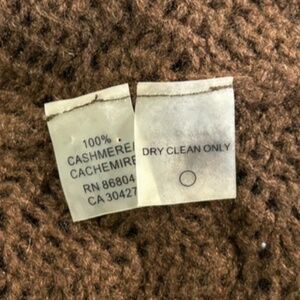 100%
CASHMERE/
CACHEMIRE
RN 86804
CA 30427
DRY CLEAN ONLY